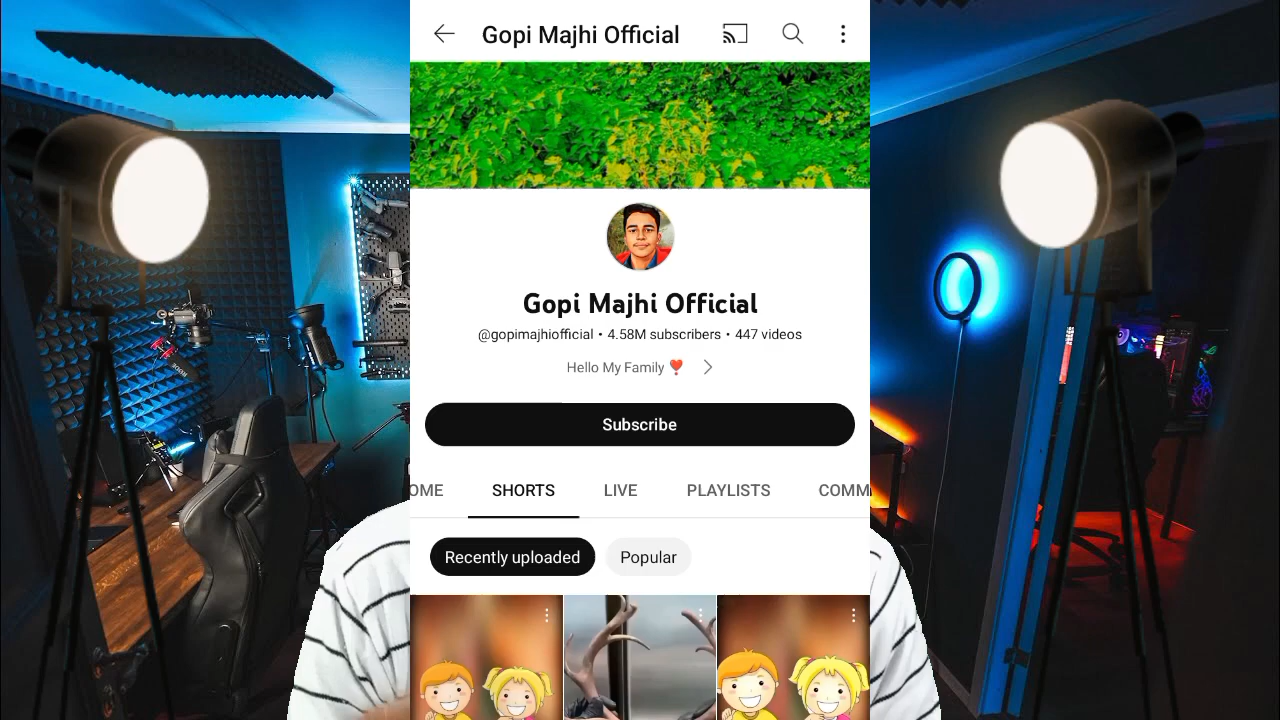 Gopi Majhi Official
Gopi Majhi Official
@gopimajhiofficial • 4.58M subscribers • 447 videos
Hello My Family ❣️
Subscribe
OME SHORTS LIVE PLAYLISTS COMM
Recently uploaded Popular